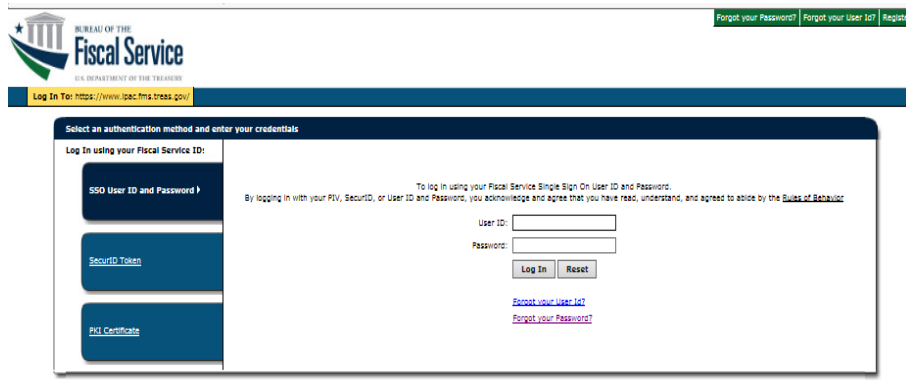 Forgot your Password? Forgot your User Id? Registe
BUREAU OF THE
Fiscal Service
U.S. DEPARTMENT OF THE TREASURY
Log In To: https://www.ipac.fms.treas.gov/
Select an authentication method and enter your credentials
Log In using your Fiscal Service ID:
SSO User ID and Password
To log in using your Fiscal Service Single Sign On User ID and Password.
By logging in with your PIV, SecurID, or User ID and Password, you acknowledge and agree that you have read, understand, and agreed to abide by the Rules of Behavior
User ID:
Password:
Log In Reset
SecurID Token
Forgot your User Id?
Forgot your Password?
PKI Certificate